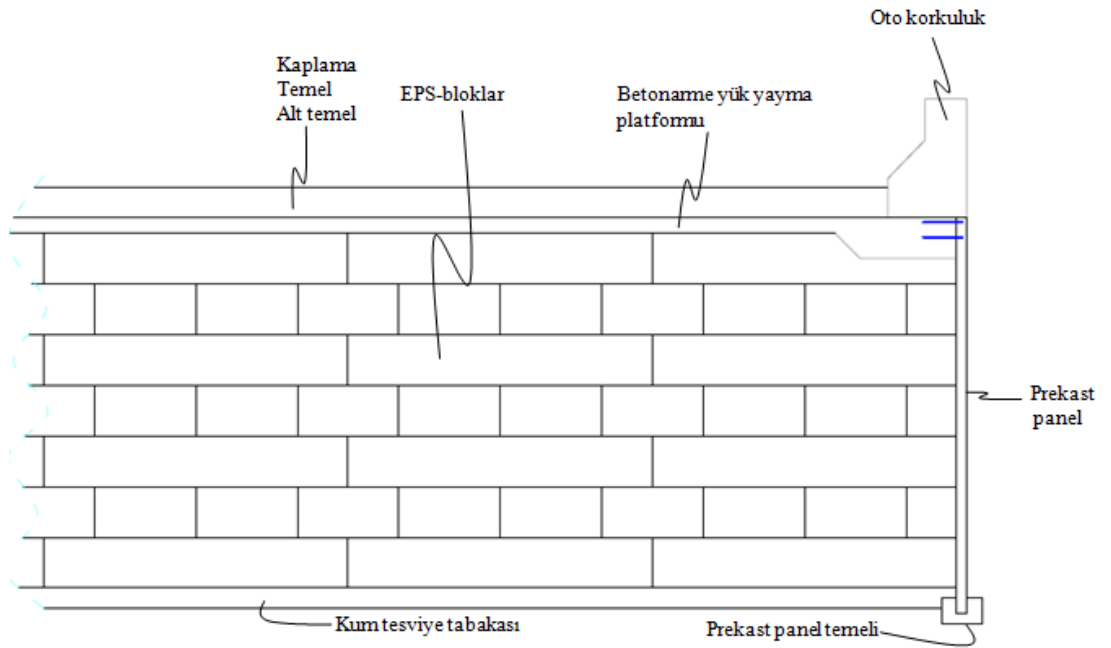 Oto korkuluk
Kaplama
Temel
Alt temel
EPS-bloklar
Betonarme yük yayma
platformu
Prekast
panel
Kum tesviye tabakası
Prekast panel temeli